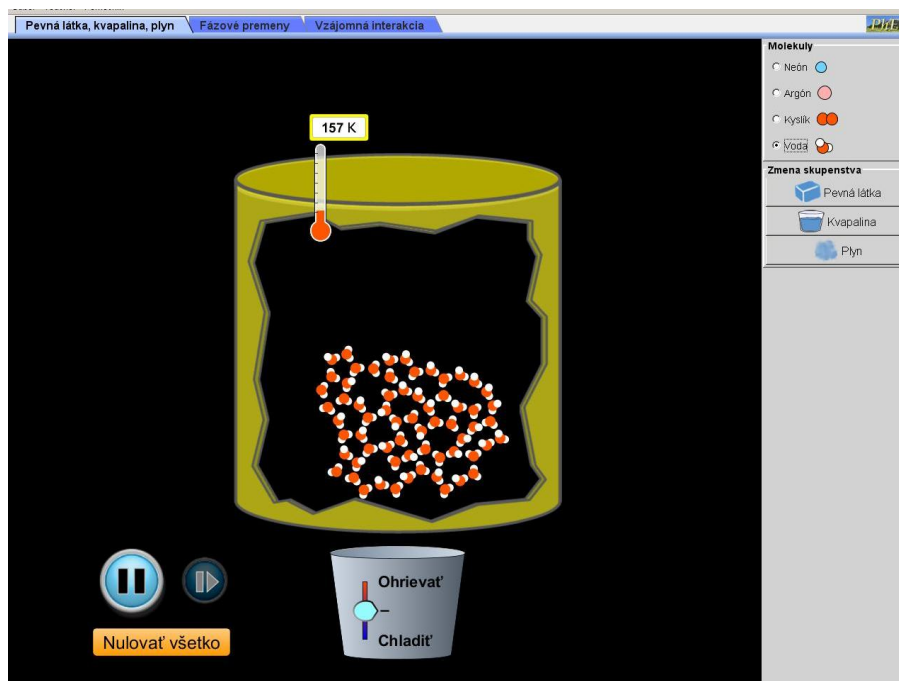 Pevná látka, kvapalina, plyn
Fázové premeny
Vzájomná interakcia
Molekuly
Neón
Argón
Kyslík
Voda
Zmena skupenstva
Pevná látka
Kvapalina
Plyn
157 K
Ohrievať
Chladiť
Nulovať všetko